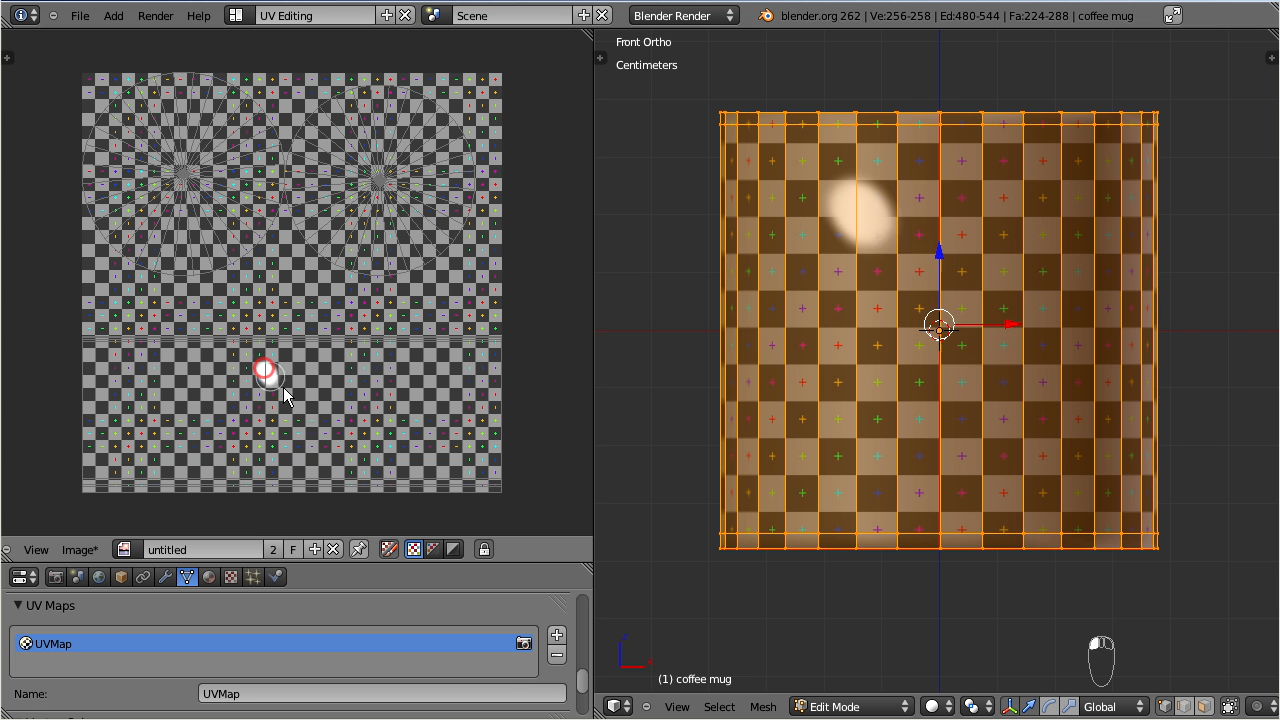 File Add Render Help UV Editing Scene Blender Render blender.org 262 | Ve:256-258 | Ed:480-544 | Fa:224-288 | coffee mug
Front Ortho
Centimeters
(1) coffee mug
View Image* untitled 2 F
UV Maps
UVMap
Name: UVMap
View Select Mesh Edit Mode Global